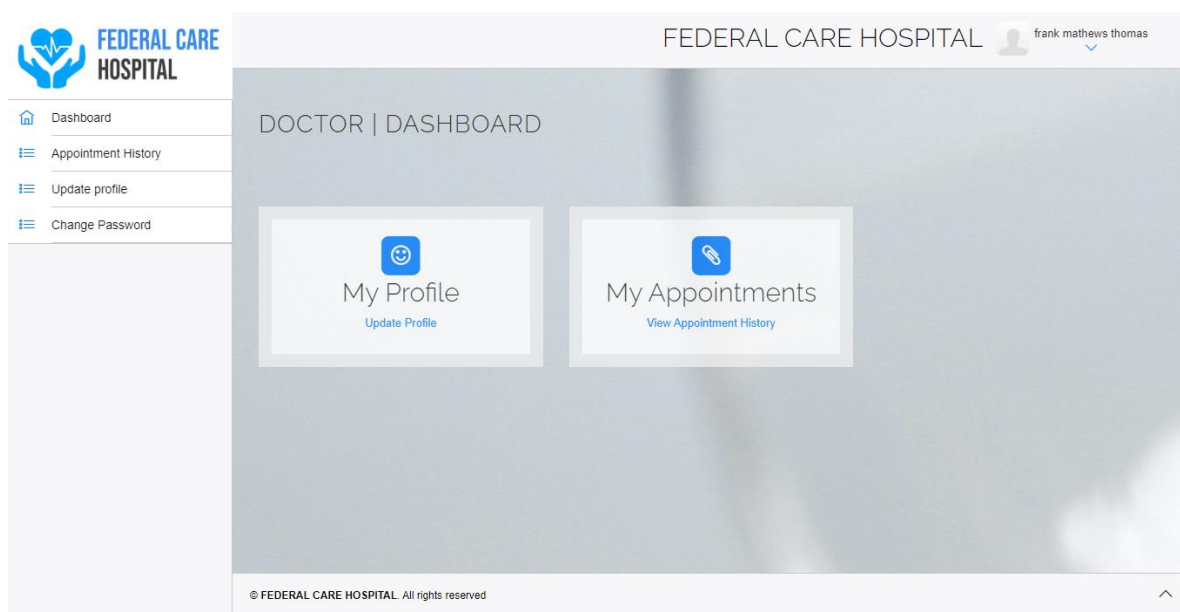 FEDERAL CARE
HOSPITAL
FEDERAL CARE HOSPITAL
frank mathews thomas
Dashboard
Appointment History
Update profile
Change Password
DOCTOR | DASHBOARD
My Profile
Update Profile
My Appointments
View Appointment History
© FEDERAL CARE HOSPITAL. All rights reserved